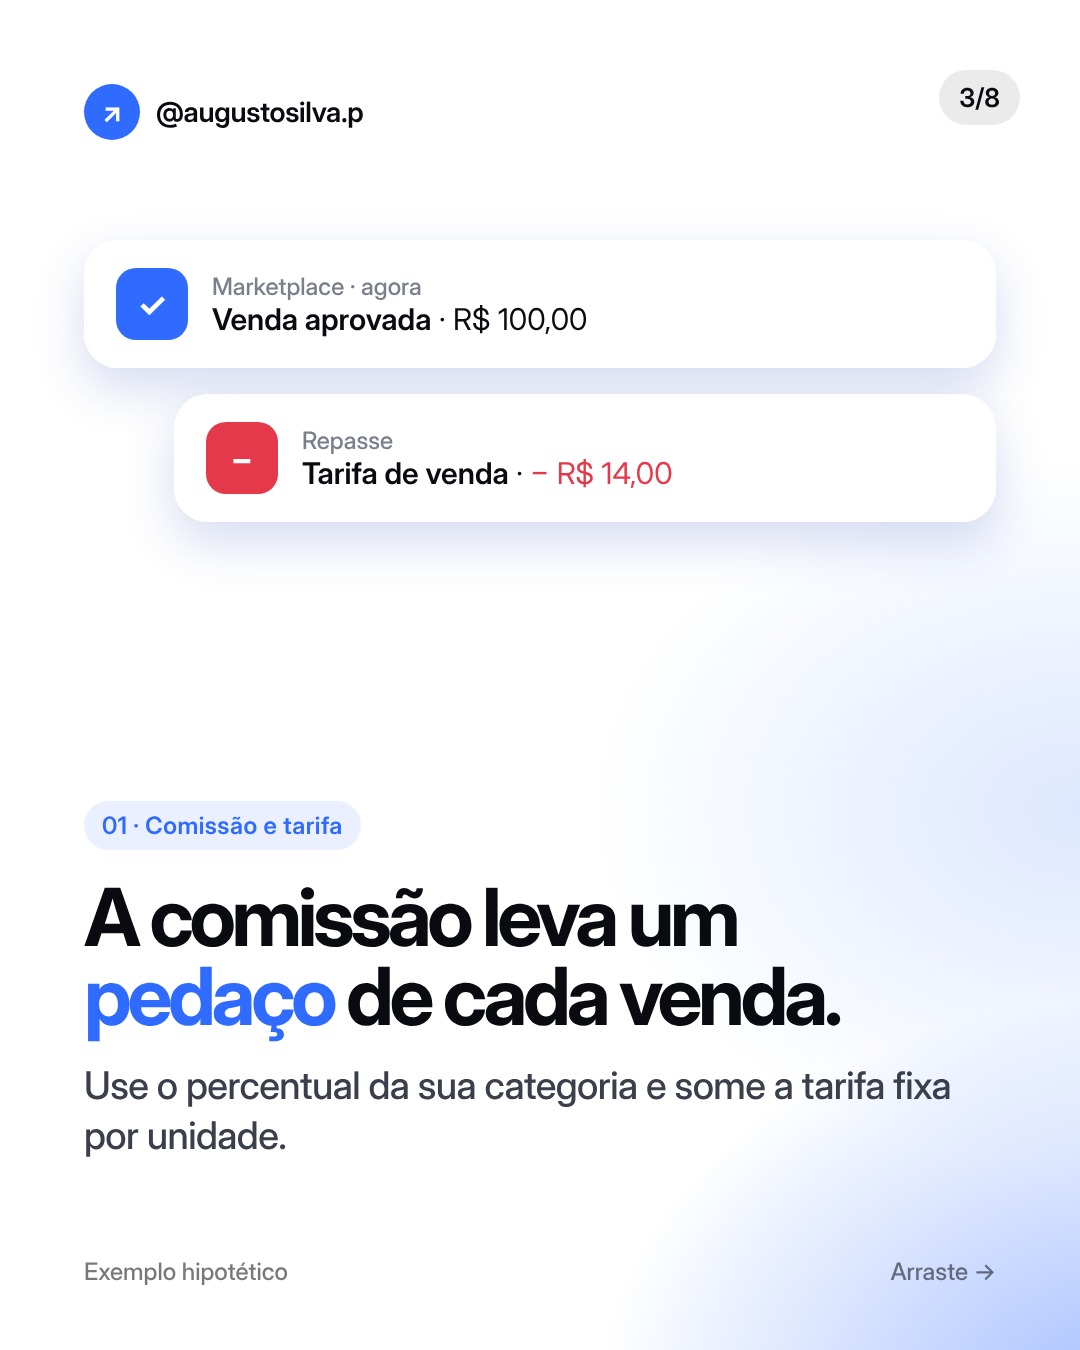 @augustosilva.p
3/8
Marketplace · agora
Venda aprovada · R$ 100,00
Repasse
Tarifa de venda · − R$ 14,00
01 · Comissão e tarifa
A comissão leva um
pedaço de cada venda.
Use o percentual da sua categoria e some a tarifa fixa
por unidade.
Exemplo hipotético
Arraste →